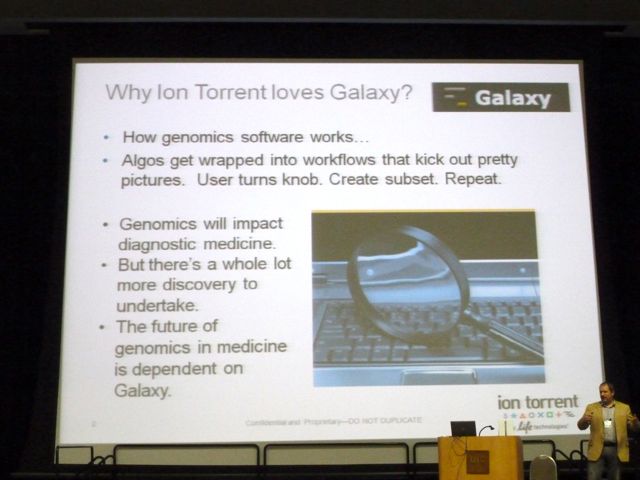 Why Ion Torrent loves Galaxy?
Galaxy
• How genomics software works...
• Algos get wrapped into workflows that kick out pretty
pictures. User turns knob. Create subset. Repeat.
• Genomics will impact
diagnostic medicine.
• But there's a whole lot
more discovery to
undertake.
• The future of
genomics in medicine
is dependent on
Galaxy.
2
Confidential and Proprietary—DO NOT DUPLICATE
ion torrent
life technologies